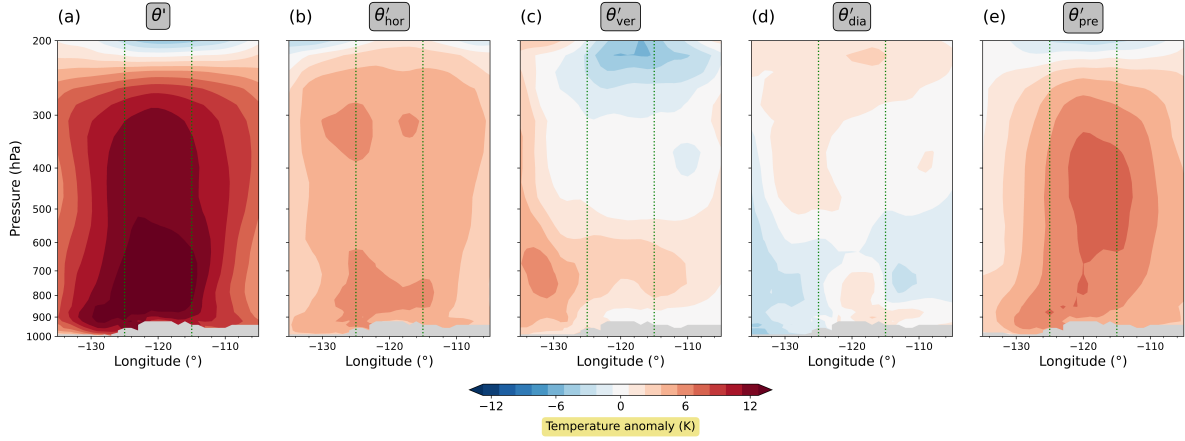 (a) θ'
(b) θ′hor
(c) θ′ver
(d) θ′dia
(e) θ′pre
Pressure (hPa)
200
300
400
500
600
700
800
900
1000
−130 −120 −110
−130 −120 −110
−130 −120 −110
−130 −120 −110
−130 −120 −110
Longitude (°) Longitude (°) Longitude (°) Longitude (°) Longitude (°)
−12 −6 0 6 12
Temperature anomaly (K)